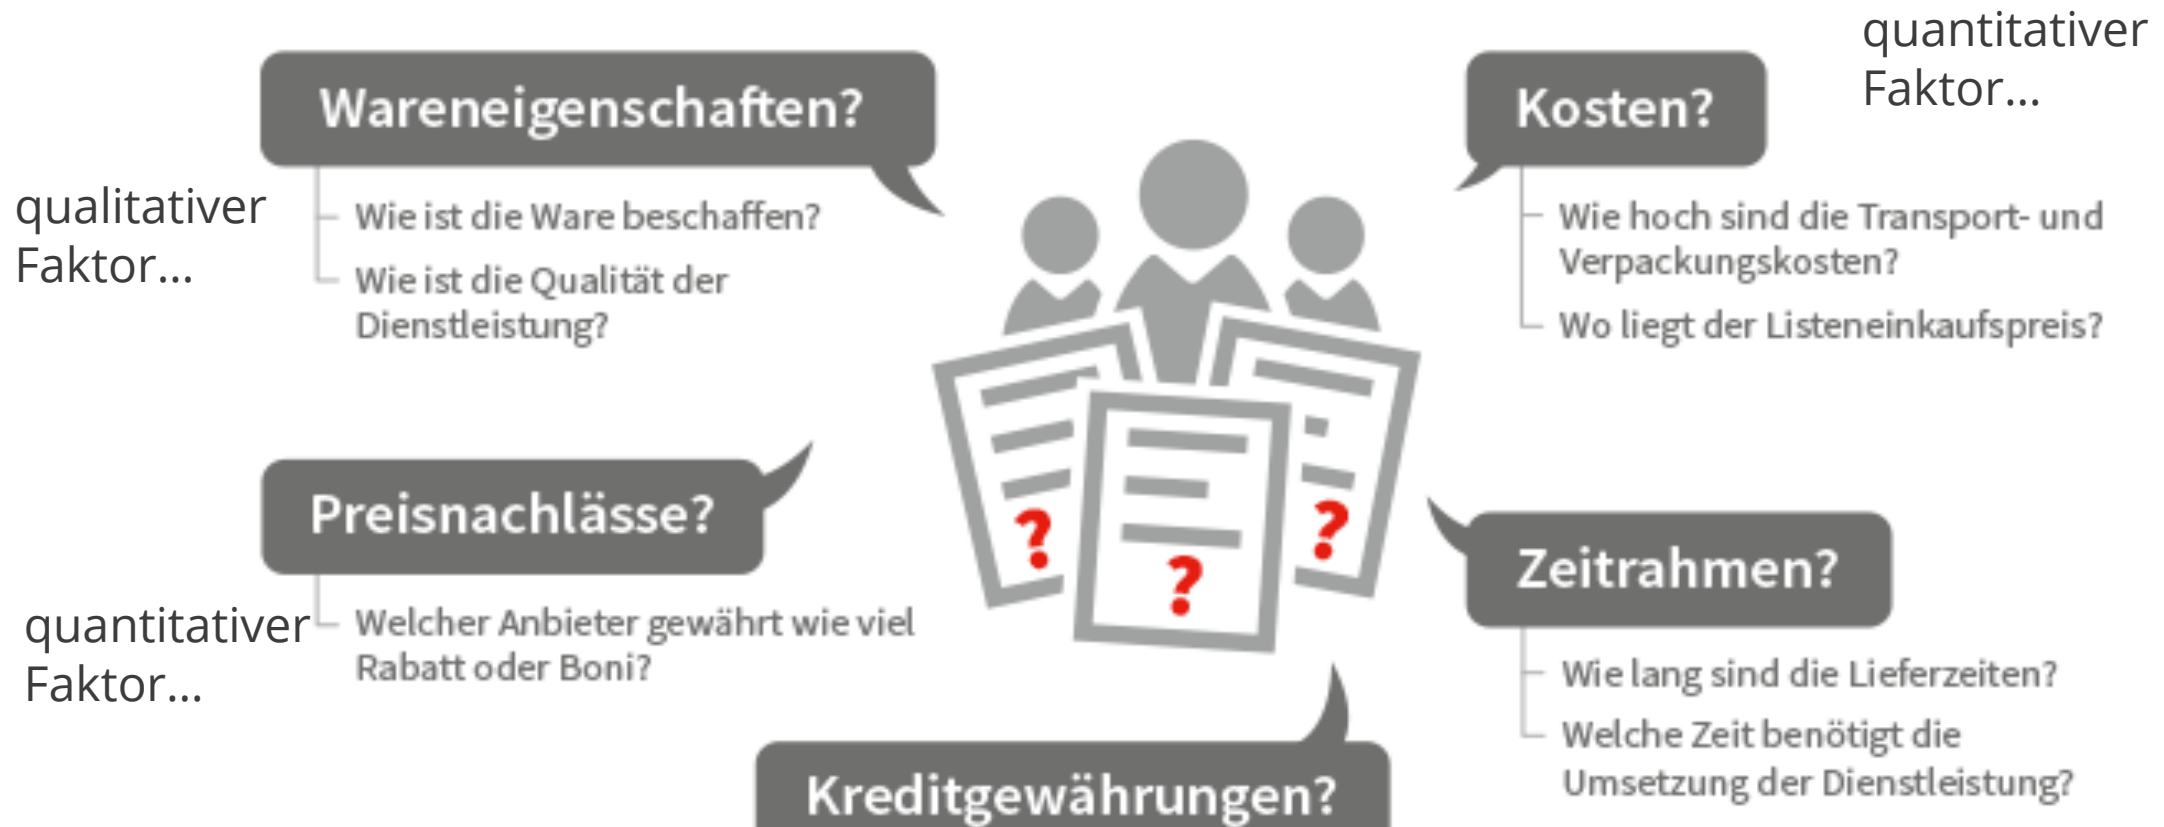 quantitativer
Faktor...
Wareneigenschaften?
Kosten?
qualitativer
Faktor...
Wie ist die Ware beschaffen?
Wie ist die Qualität der
Dienstleistung?
Wie hoch sind die Transport- und
Verpackungskosten?
Wo liegt der Listeneinkaufspreis?
Preisnachlässe?
quantitativer
Faktor...
Welcher Anbieter gewährt wie viel
Rabatt oder Boni?
?
?
?
Zeitrahmen?
Wie lang sind die Lieferzeiten?
Welche Zeit benötigt die
Umsetzung der Dienstleistung?
Kreditgewährungen?